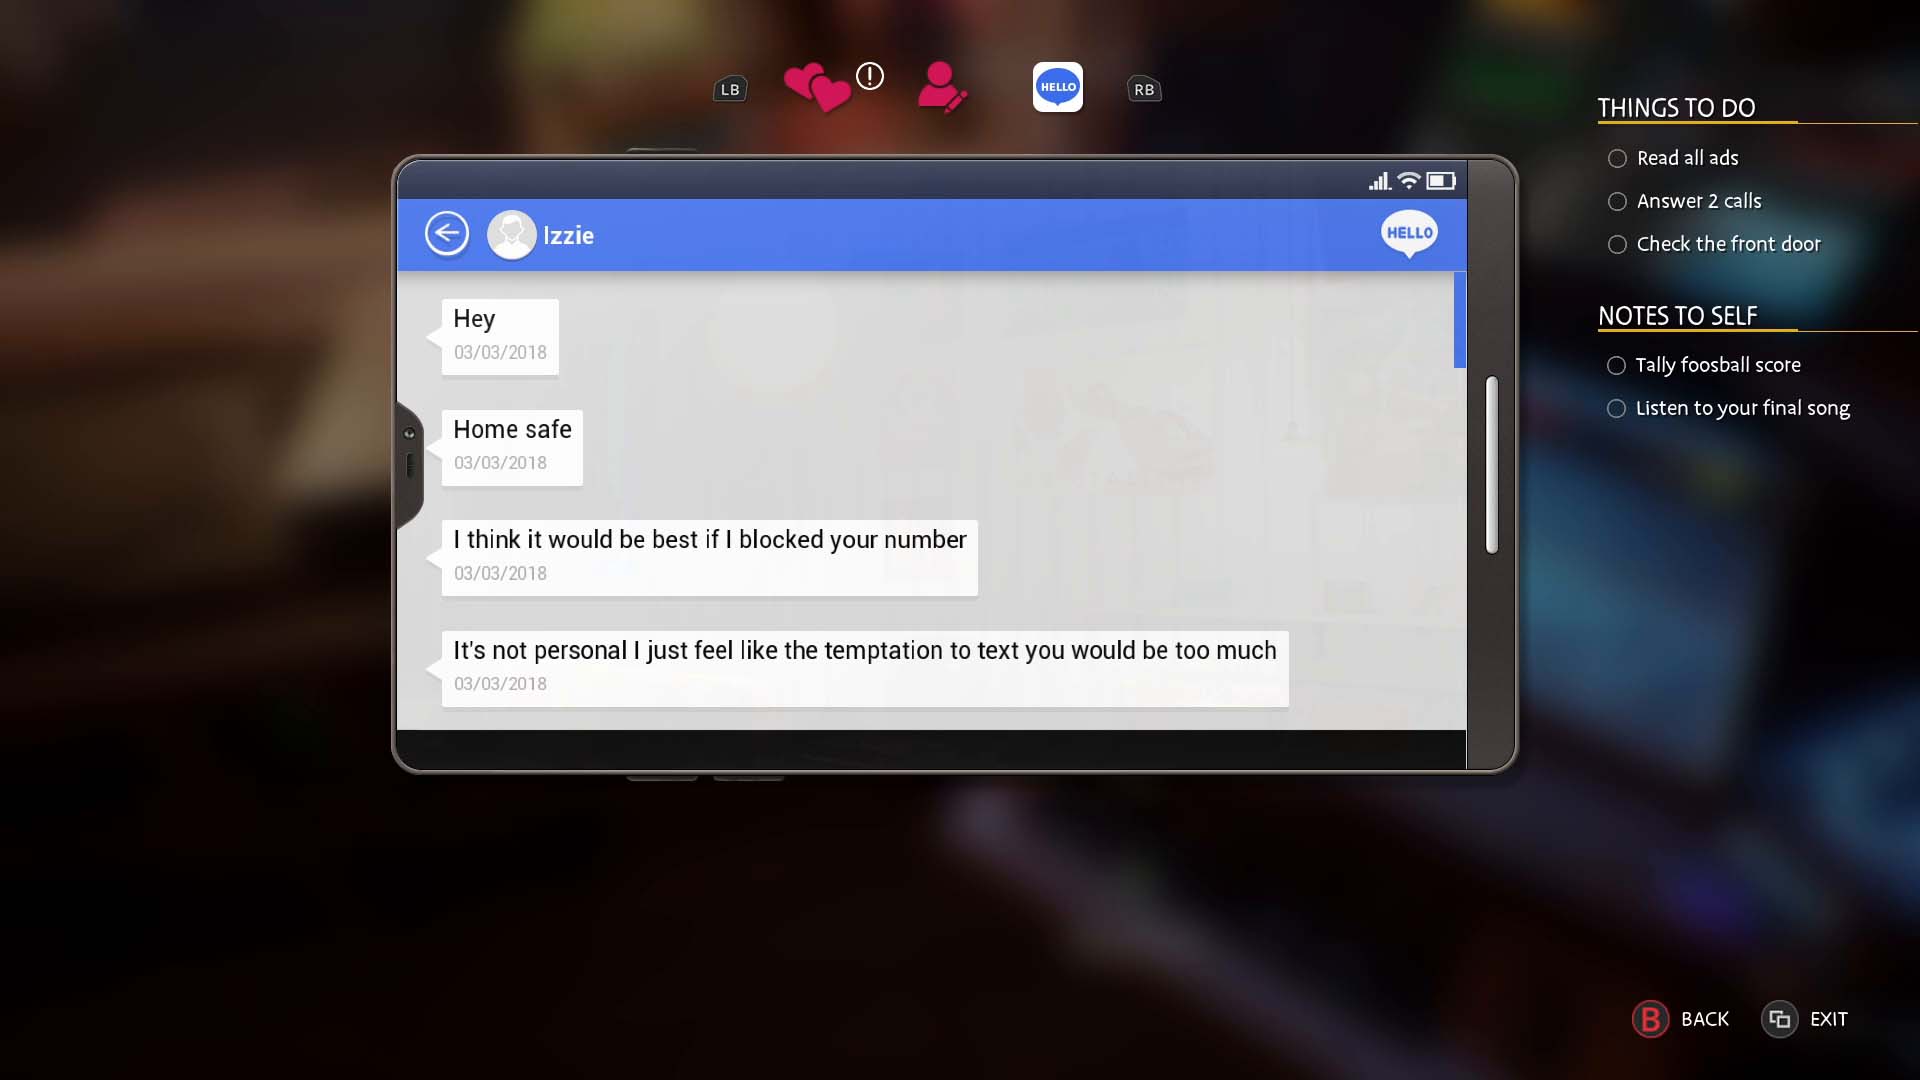 LB
!
HELLO
RB
THINGS TO DO
Read all ads
Answer 2 calls
Check the front door
NOTES TO SELF
Tally foosball score
Listen to your final song
Izzie
HELLO
Hey
03/03/2018
Home safe
03/03/2018
I think it would be best if I blocked your number
03/03/2018
It's not personal I just feel like the temptation to text you would be too much
03/03/2018
B BACK
EXIT